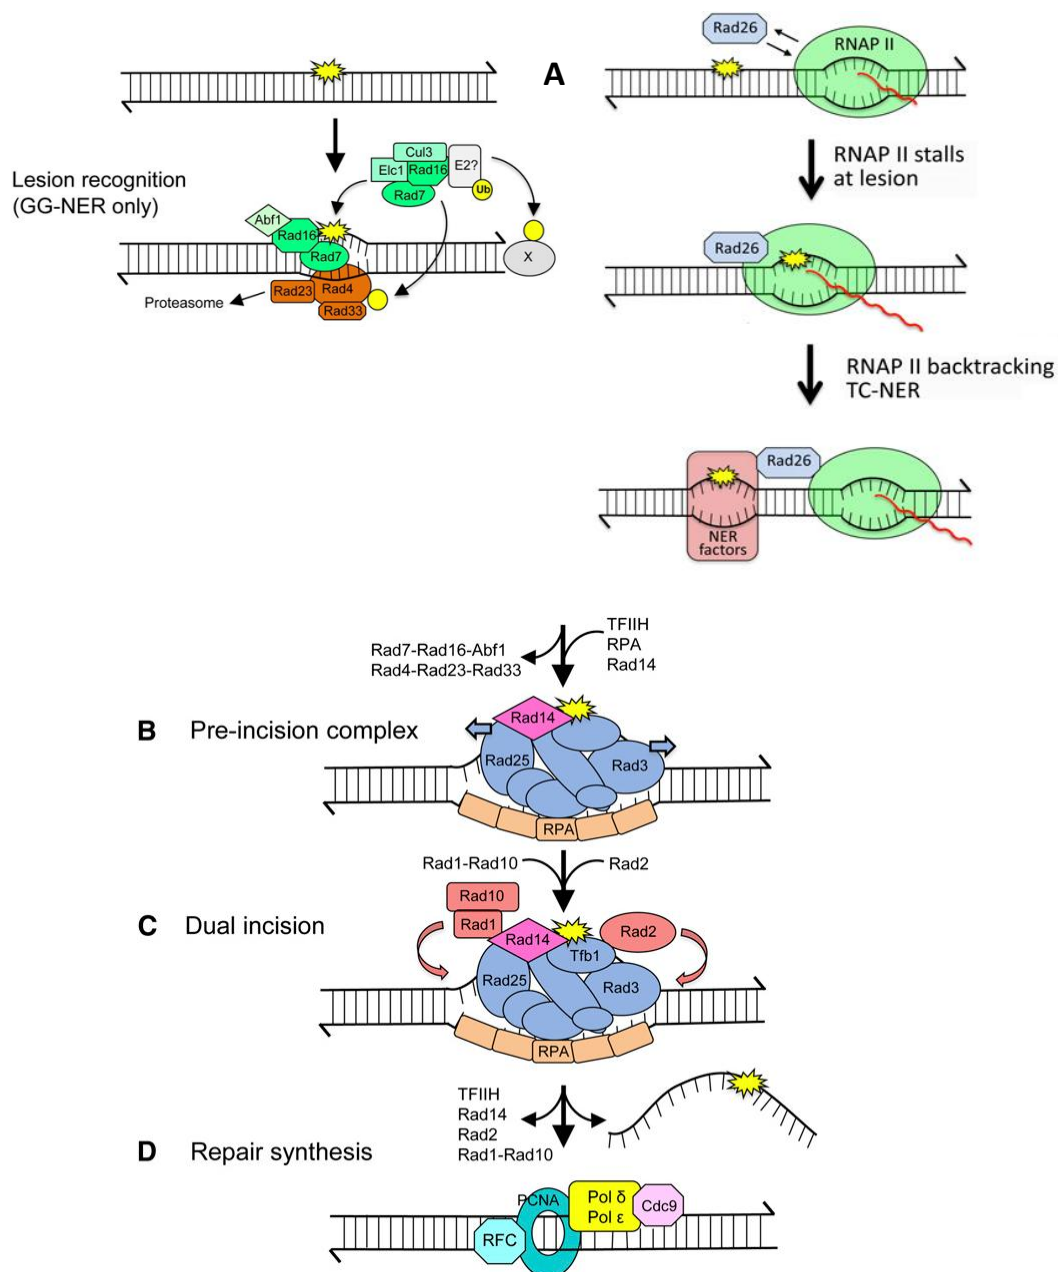 A
Lesion recognition
(GG-NER only)
Cul3
Elc1
Rad16
E2?
Rad7
Ub
Abf1
Rad16
Rad7
X
Rad23
Rad4
Rad33
Proteasome
Rad26
RNAP II
RNAP II stalls
at lesion
Rad26
RNAP II backtracking
TC-NER
Rad26
NER
factors
Rad7-Rad16-Abf1
Rad4-Rad23-Rad33
TFIIH
RPA
Rad14
B Pre-incision complex
Rad14
Rad25
Rad3
RPA
Rad1-Rad10
Rad2
C Dual incision
Rad10
Rad1
Rad14
Rad2
Tfb1
Rad25
Rad3
RPA
TFIIH
Rad14
Rad2
Rad1-Rad10
D Repair synthesis
PCNA
Pol δ
Pol ε
Cdc9
RFC